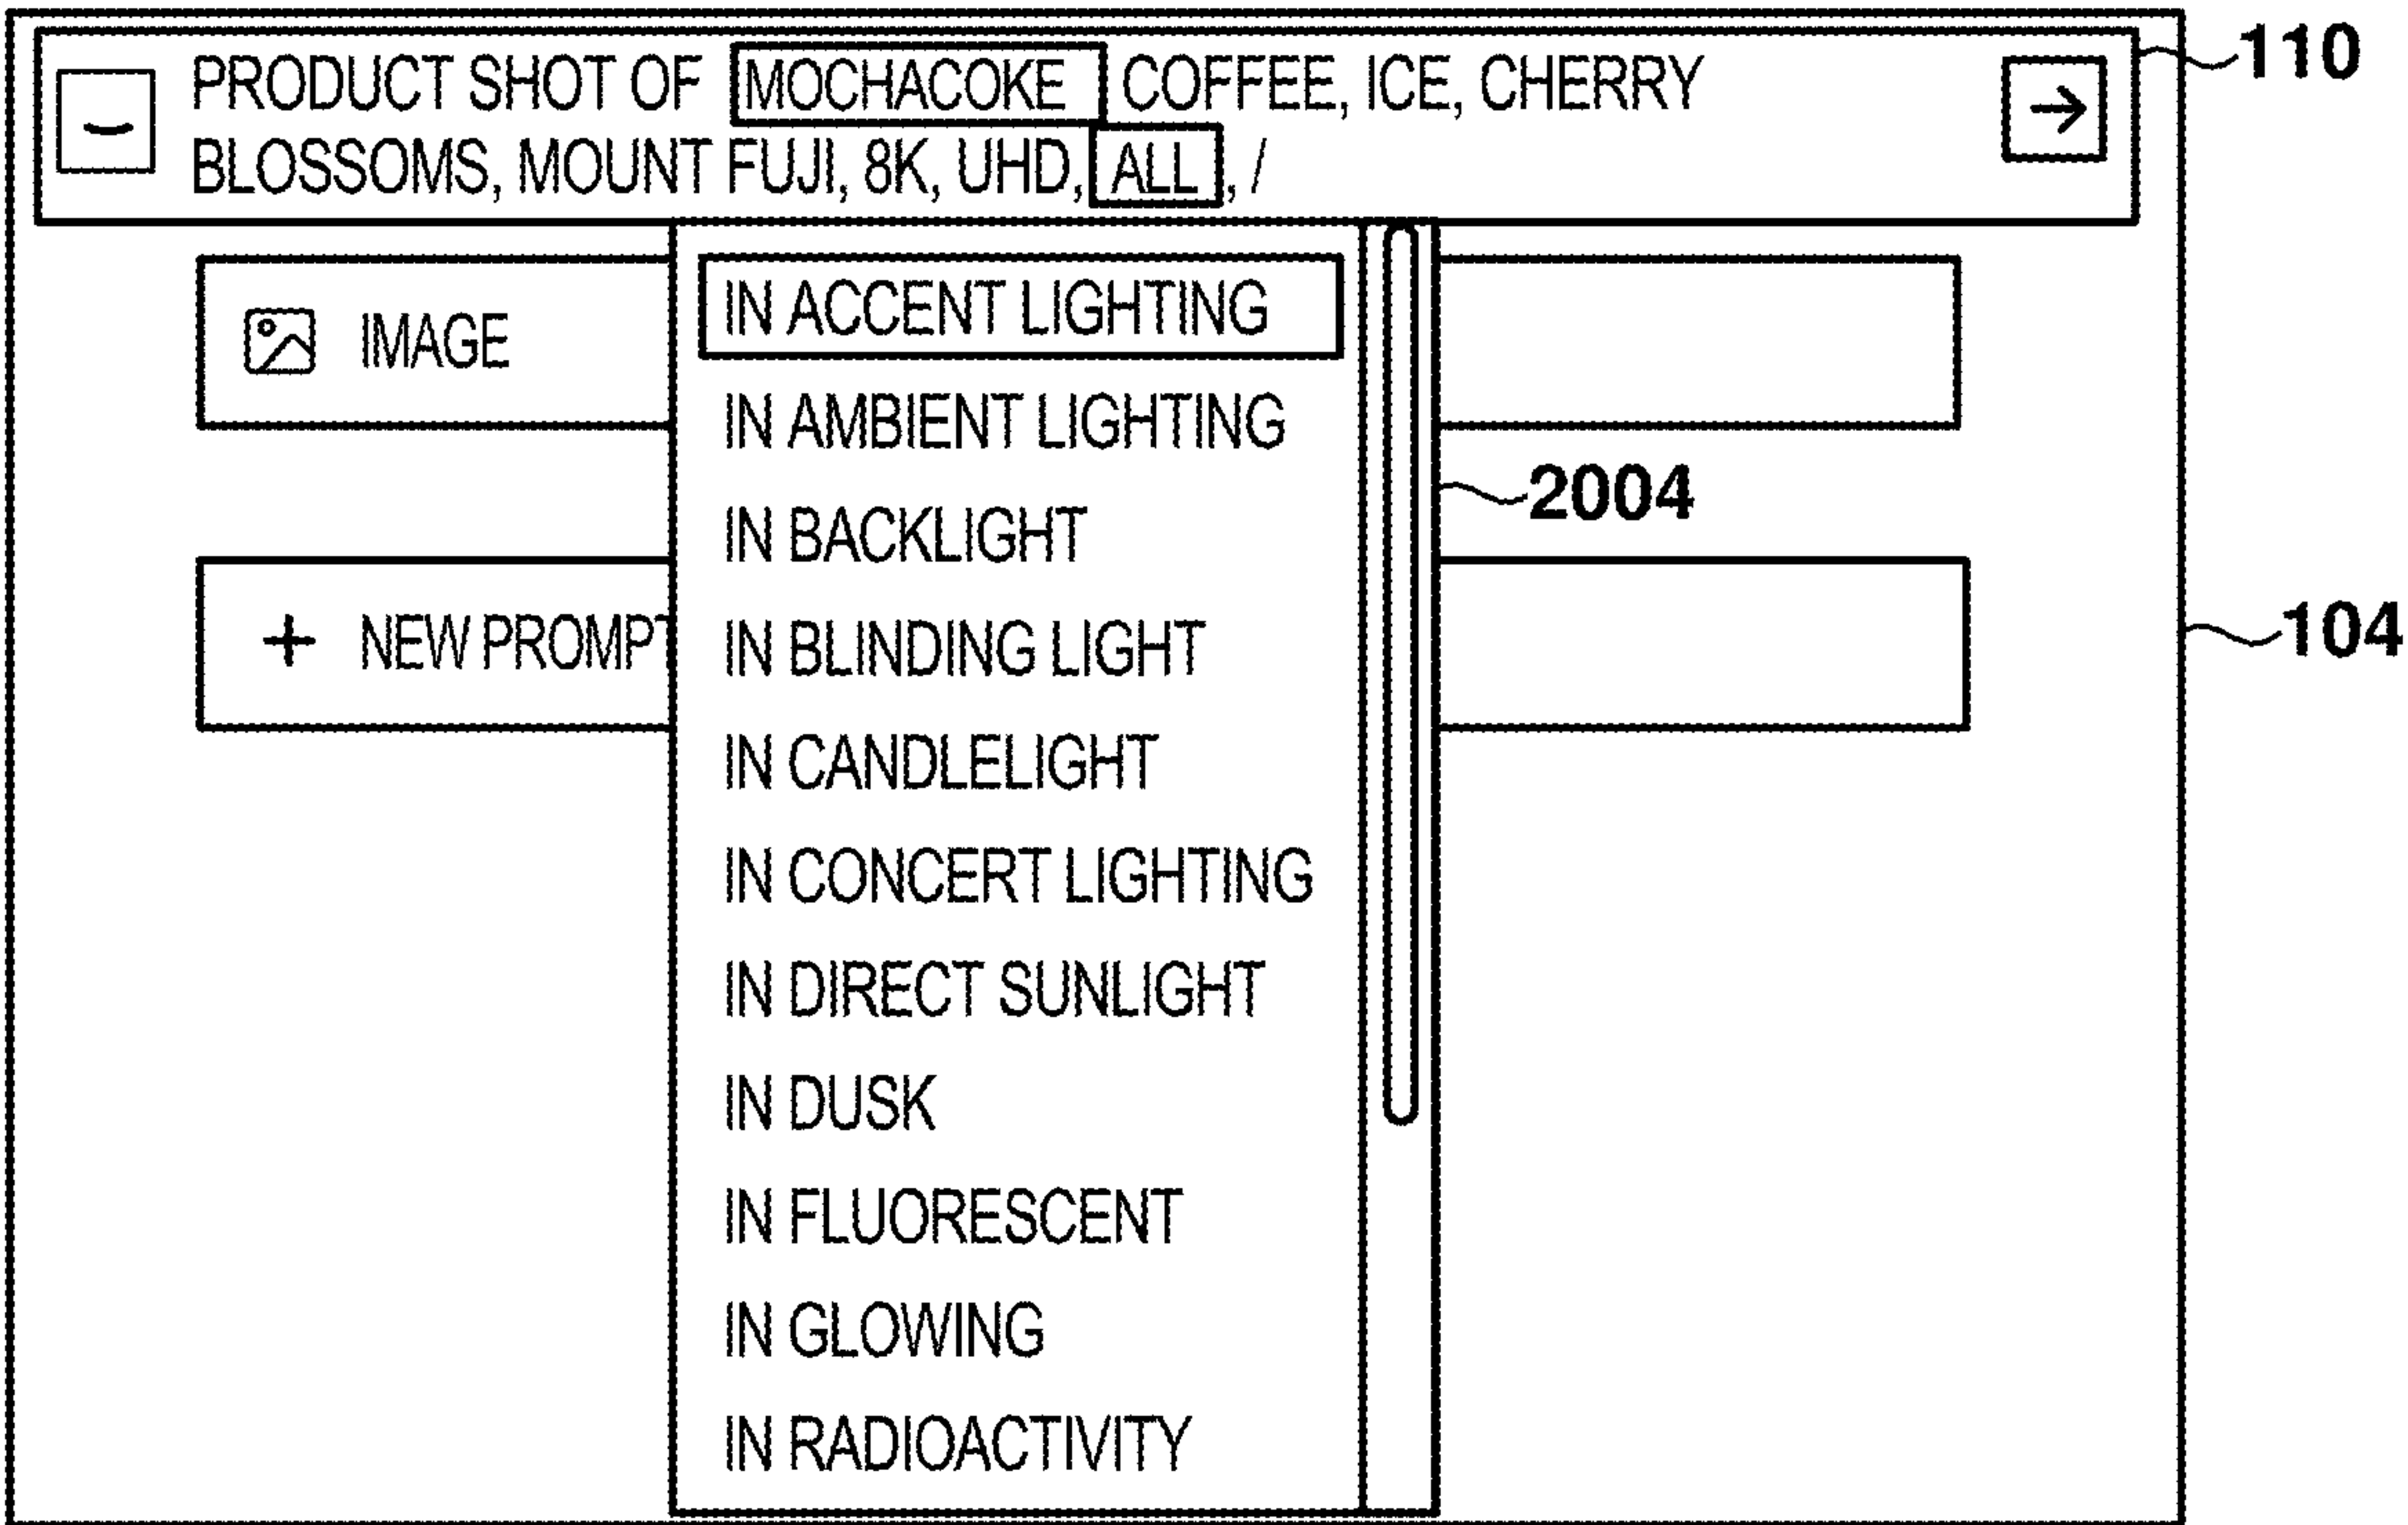 PRODUCT SHOT OF MOCHACOKE COFFEE, ICE, CHERRY
BLOSSOMS, MOUNT FUJI, 8K, UHD, ALL, /
110
IMAGE
IN ACCENT LIGHTING
IN AMBIENT LIGHTING
2004
IN BACKLIGHT
NEW PROMPT
IN BLINDING LIGHT
104
IN CANDLELIGHT
IN CONCERT LIGHTING
IN DIRECT SUNLIGHT
IN DUSK
IN FLUORESCENT
IN GLOWING
IN RADIOACTIVITY